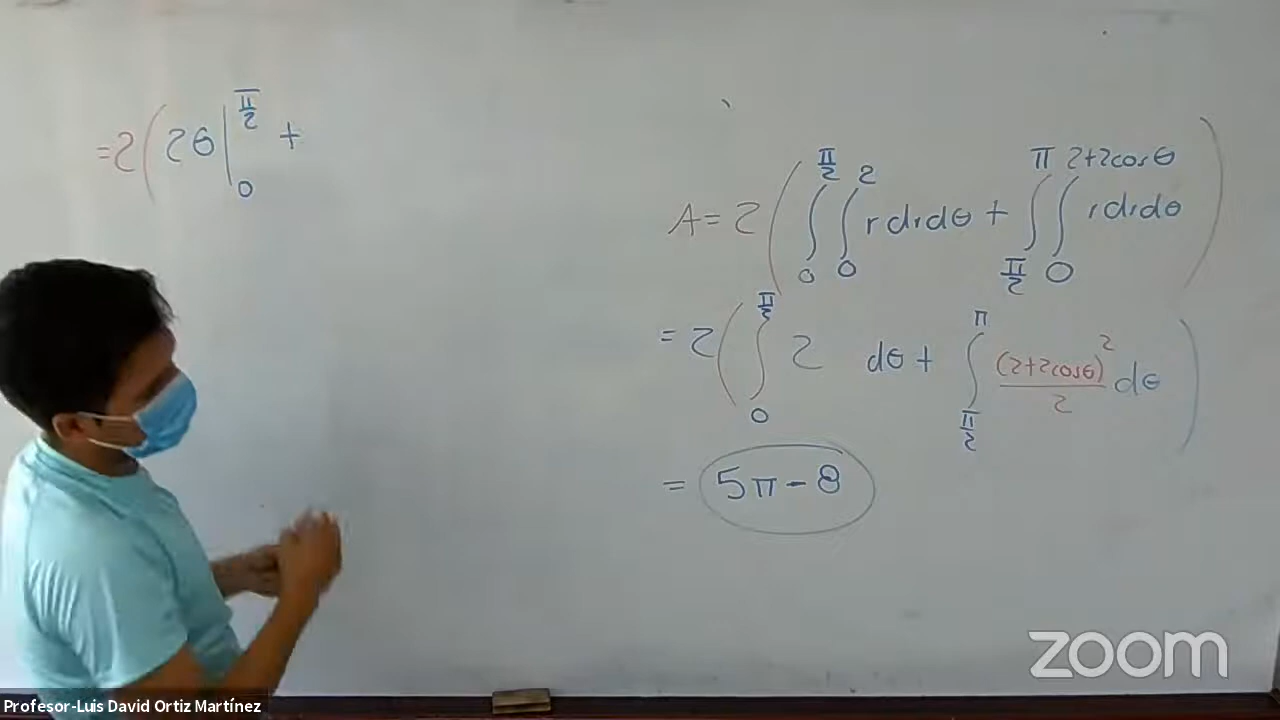 =2(2θ|₀^{π/2} +
A=2(∫₀^{π/2}∫₀^{2} r dr dθ + ∫_{π/2}^{π}∫₀^{2+2cosθ} r dr dθ)
=2(∫₀^{π/2} 2 dθ + ∫_{π/2}^{π} (2+2cosθ)²/2 dθ)
= 5π-8
zoom
Profesor-Luis David Ortiz Martínez